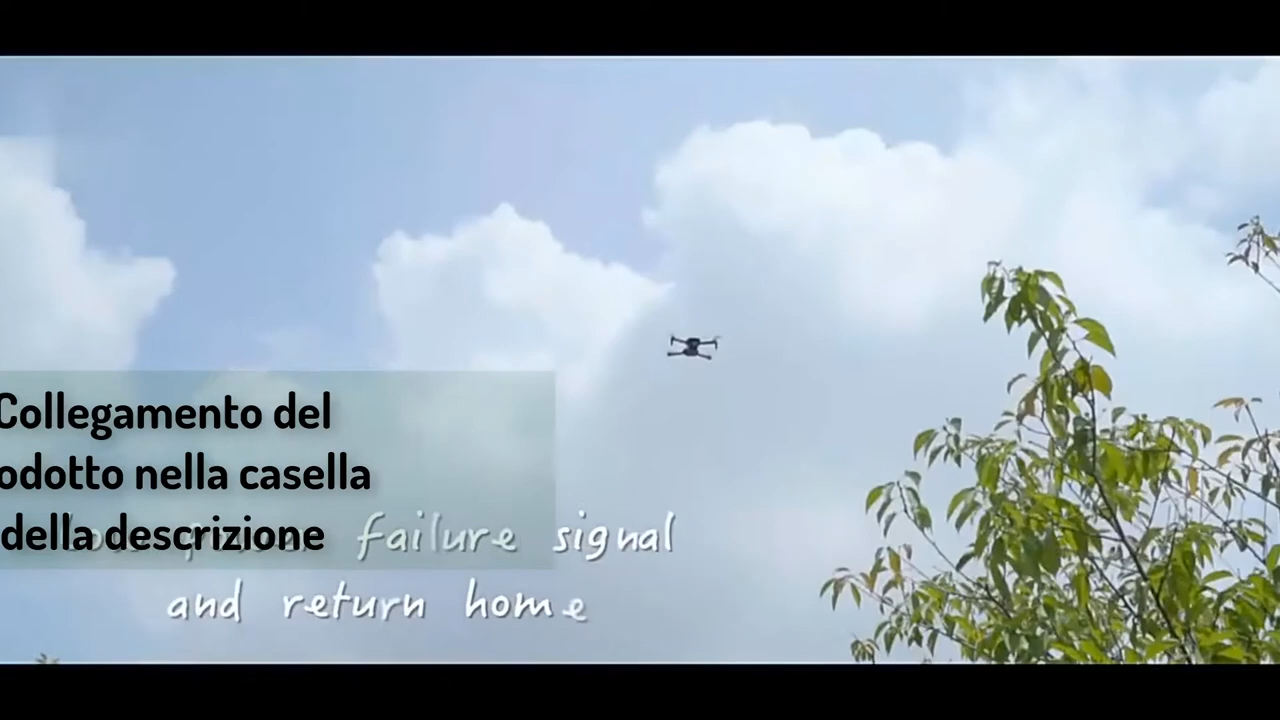 Collegamento del
odotto nella casella
della descrizione
failure signal
and return home